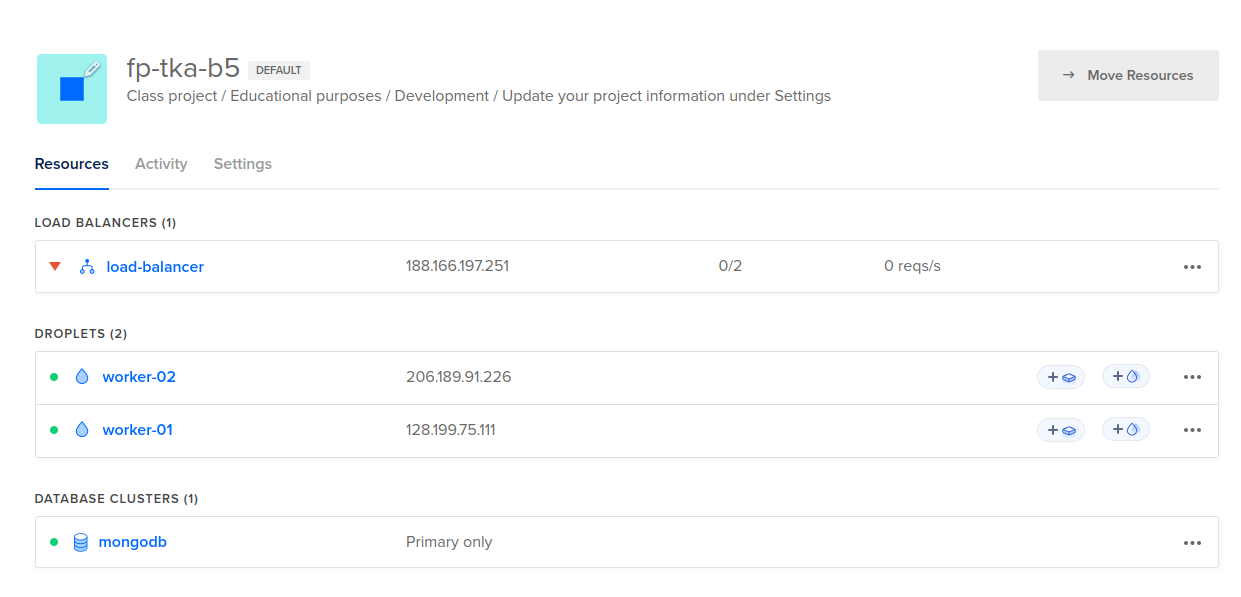 fp-tka-b5 DEFAULT
Class project / Educational purposes / Development / Update your project information under Settings
→ Move Resources
Resources Activity Settings
LOAD BALANCERS (1)
load-balancer 188.166.197.251 0/2 0 reqs/s
DROPLETS (2)
worker-02 206.189.91.226
worker-01 128.199.75.111
DATABASE CLUSTERS (1)
mongodb Primary only